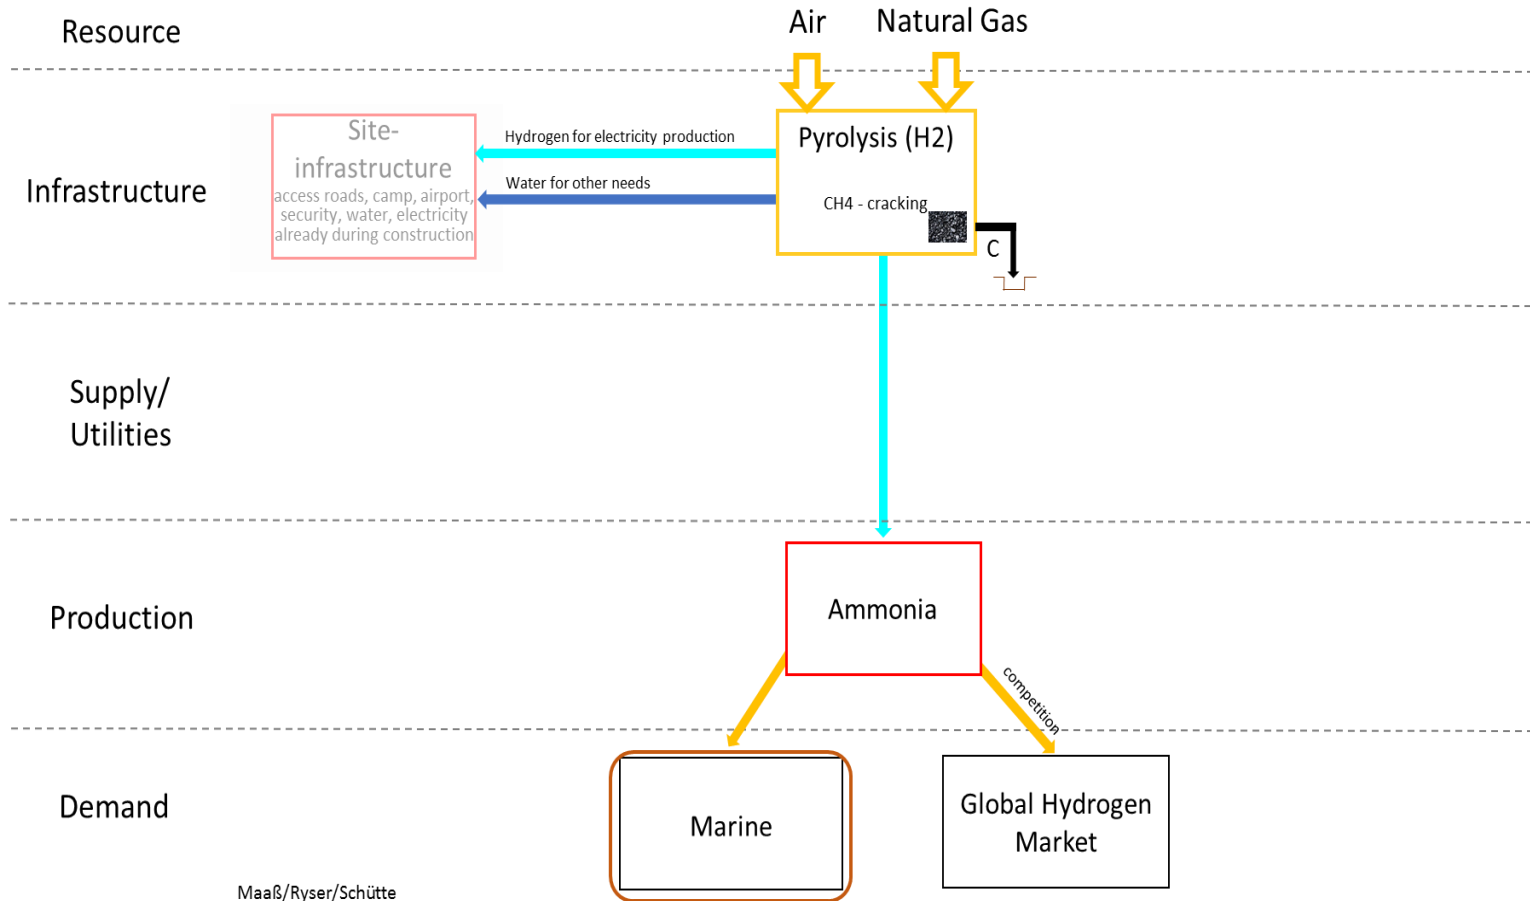 Resource
Air
Natural Gas
Infrastructure
Site-
infrastructure
access roads, camp, airport,
security, water, electricity
already during construction
Hydrogen for electricity production
Water for other needs
Pyrolysis (H2)
CH4 - cracking
C
Supply/
Utilities
Production
Ammonia
competition
Demand
Marine
Global Hydrogen
Market
Maaß/Ryser/Schütte